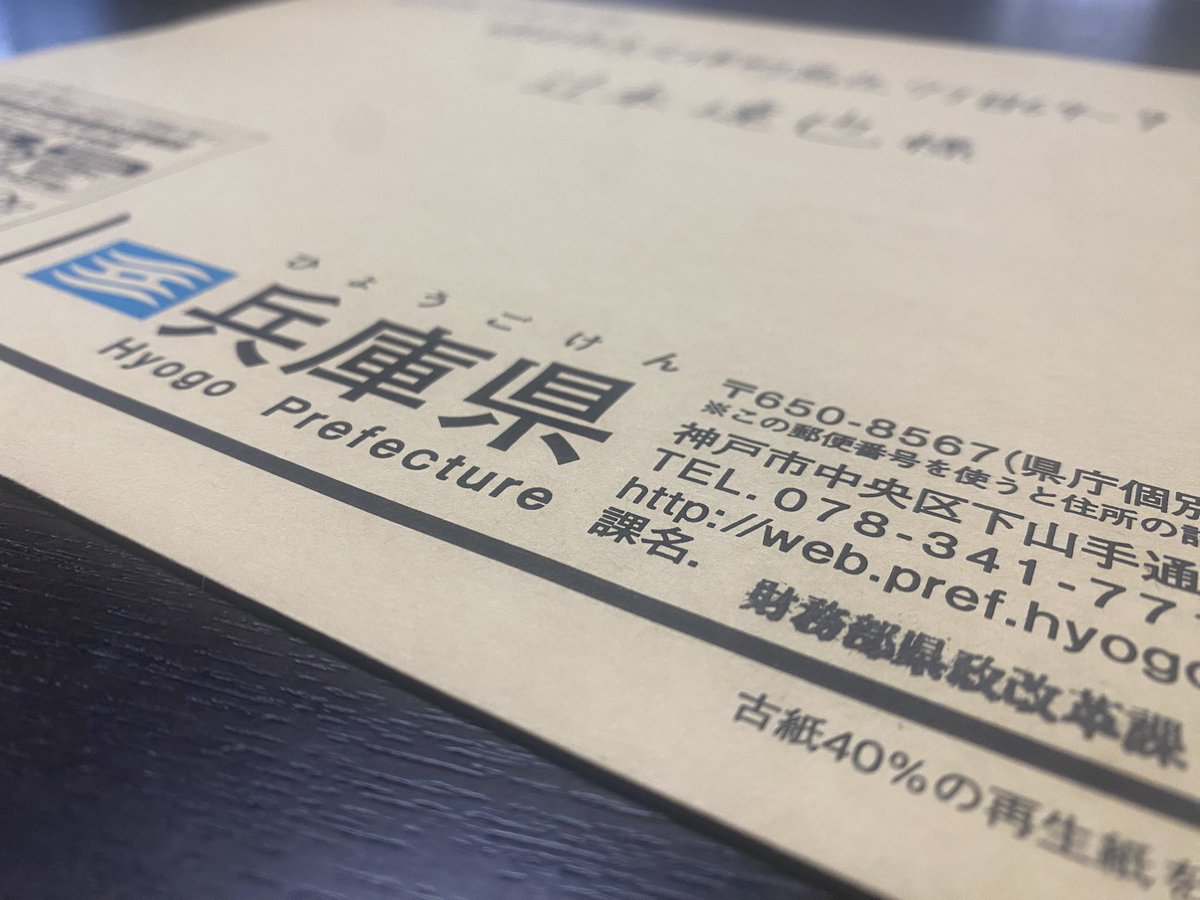 ひょうごけん
兵庫県
Hyogo Prefecture
〒650-8567(県庁個別
※この郵便番号を使うと住所の記
神戸市中央区下山手通
TEL. 078-341-77
http://web.pref.hyogo
課名.
財務部県政改革課
古紙40%の再生紙を